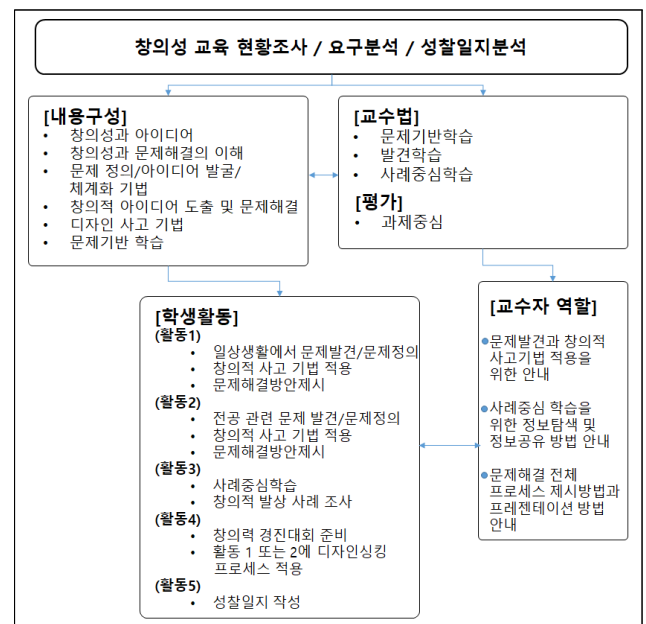 창의성 교육 현황조사 / 요구분석 / 성찰일지분석
[내용구성]
• 창의성과 아이디어
• 창의성과 문제해결의 이해
• 문제 정의/아이디어 발굴/
체계화 기법
• 창의적 아이디어 도출 및 문제해결
• 디자인 사고 기법
• 문제기반 학습
[교수법]
• 문제기반학습
• 발견학습
• 사례중심학습
[평가]
• 과제중심
[학생활동]
(활동1)
• 일상생활에서 문제발견/문제정의
• 창의적 사고 기법 적용
• 문제해결방안제시
(활동2)
• 전공 관련 문제 발견/문제정의
• 창의적 사고 기법 적용
• 문제해결방안제시
(활동3)
• 사례중심학습
• 창의적 발상 사례 조사
(활동4)
• 창의력 경진대회 준비
• 활동 1 또는 2에 디자인싱킹
프로세스 적용
(활동5)
• 성찰일지 작성
[교수자 역할]
●문제발견과 창의적
사고기법 적용을
위한 안내
●사례중심 학습을
위한 정보탐색 및
정보공유 방법 안내
●문제해결 전체
프로세스 제시방법과
프레젠테이션 방법
안내